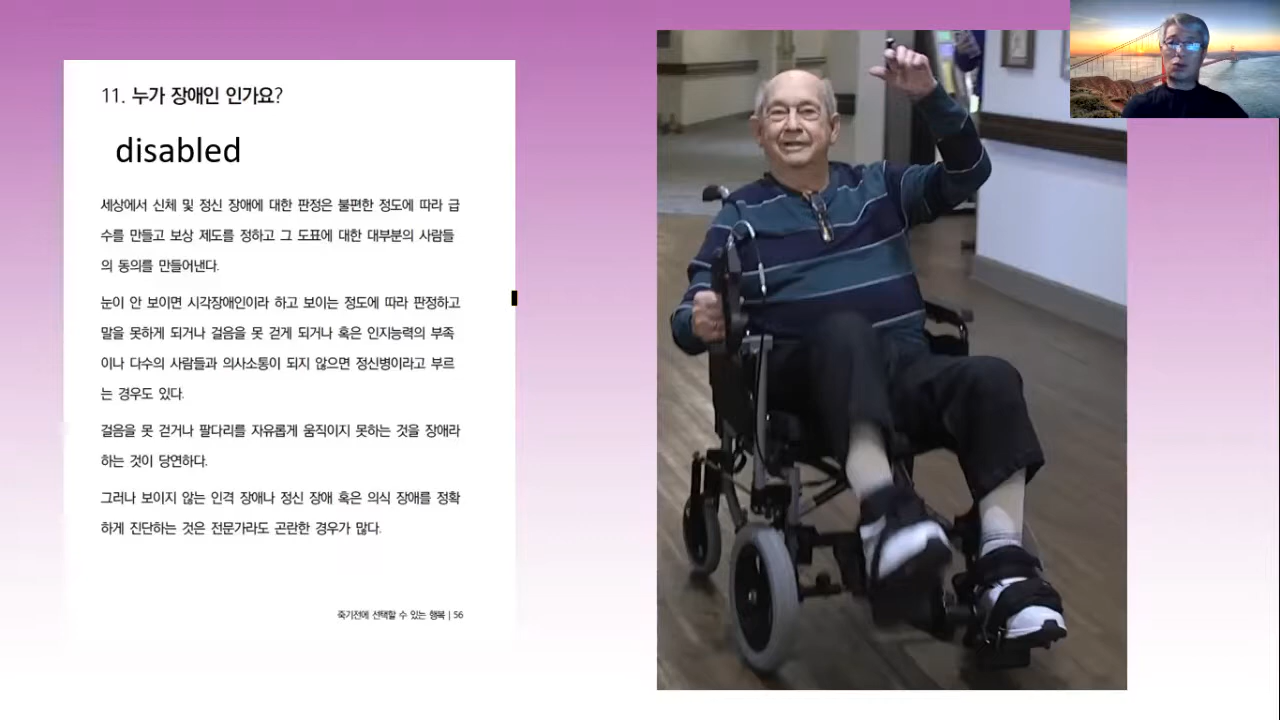 11. 누가 장애인 인가요?
disabled
세상에서 신체 및 정신 장애에 대한 판정은 불편한 정도에 따라 급
수를 만들고 보상 제도를 정하고 그 도표에 대한 대부분의 사람들
의 동의를 만들어낸다.
눈이 안 보이면 시각장애인이라 하고 보이는 정도에 따라 판정하고
말을 못하게 되거나 걸음을 못 걷게 되거나 혹은 인지능력의 부족
이나 다수의 사람들과 의사소통이 되지 않으면 정신병이라고 부르
는 경우도 있다.
걸음을 못 걷거나 팔다리를 자유롭게 움직이지 못하는 것을 장애라
하는 것이 당연하다.
그러나 보이지 않는 인격 장애나 정신 장애 혹은 의식 장애를 정확
하게 진단하는 것은 전문가라도 곤란한 경우가 많다.
죽기전에 선택할 수 있는 행복 | 56